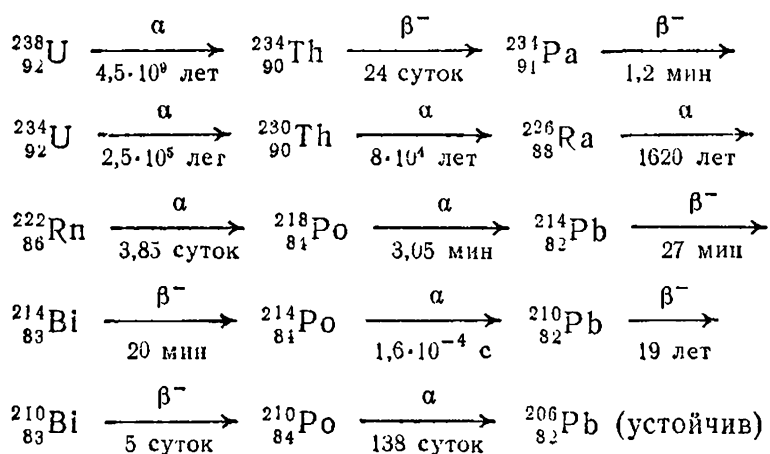 ²³⁸₉₂U α 4,5·10⁹ лет → ²³⁴₉₀Th β⁻ 24 суток → ²³⁴₉₁Pa β⁻ 1,2 мин →
²³⁴₉₂U α 2,5·10⁵ лет → ²³⁰₉₀Th α 8·10⁴ лет → ²²⁶₈₈Ra α 1620 лет →
²²²₈₆Rn α 3,85 суток → ²¹⁸₈₄Po α 3,05 мин → ²¹⁴₈₂Pb β⁻ 27 мин →
²¹⁴₈₃Bi β⁻ 20 мин → ²¹⁴₈₄Po α 1,6·10⁻⁴ с → ²¹⁰₈₂Pb β⁻ 19 лет →
²¹⁰₈₃Bi β⁻ 5 суток → ²¹⁰₈₄Po α 138 суток → ²⁰⁶₈₂Pb (устойчив)